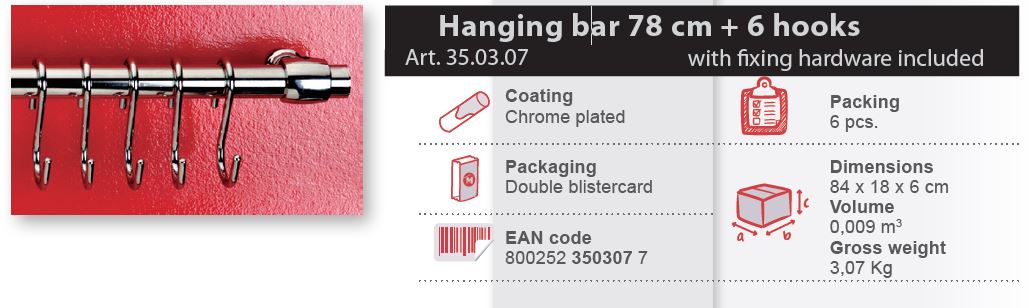 Hanging bar 78 cm + 6 hooks
Art. 35.03.07 with fixing hardware included
Coating
Chrome plated
Packing
6 pcs.
Packaging
Double blistercard
M
Dimensions
84 x 18 x 6 cm
Volume
0,009 m³
Gross weight
3,07 Kg
a b c
EAN code
800252 350307 7